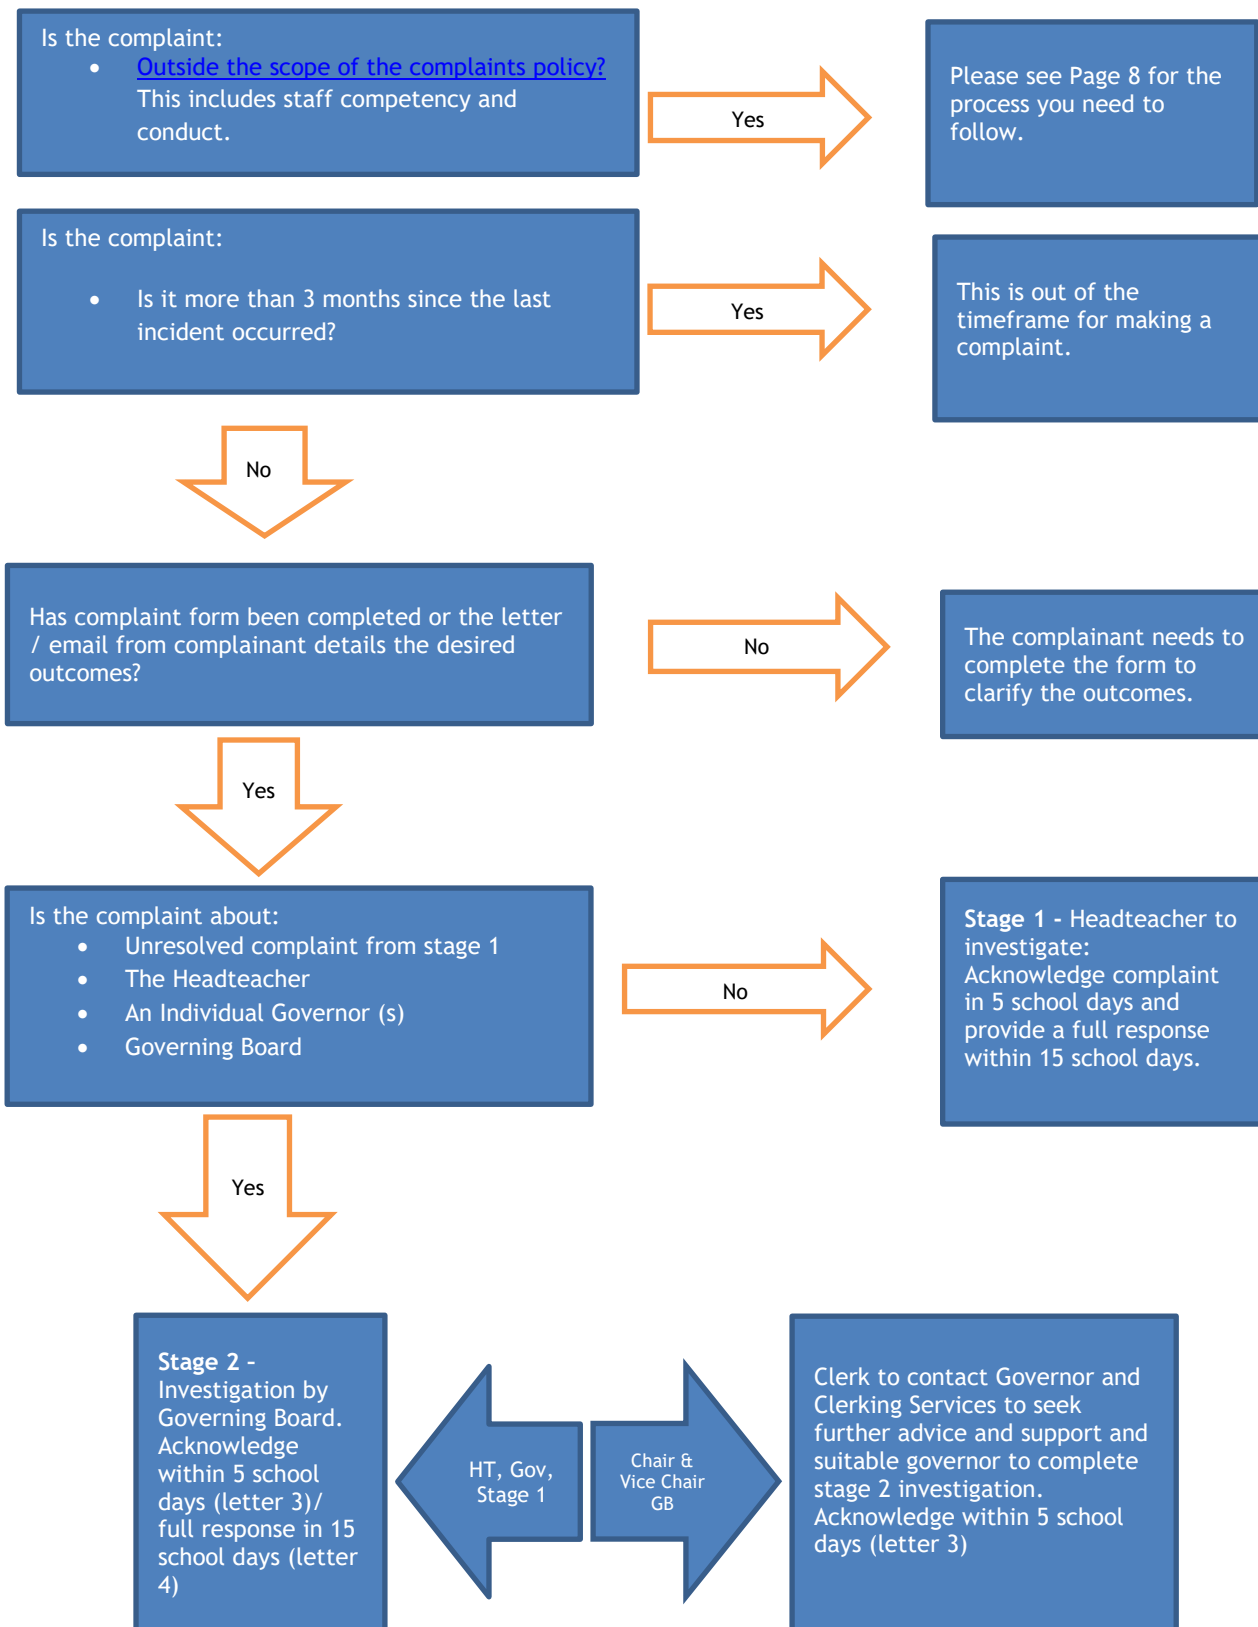 Is the complaint:
• Outside the scope of the complaints policy?
This includes staff competency and
conduct.
Yes
Please see Page 8 for the
process you need to
follow.
Is the complaint:
• Is it more than 3 months since the last
incident occurred?
Yes
This is out of the
timeframe for making a
complaint.
No
Has complaint form been completed or the letter
/ email from complainant details the desired
outcomes?
No
The complainant needs to
complete the form to
clarify the outcomes.
Yes
Is the complaint about:
• Unresolved complaint from stage 1
• The Headteacher
• An Individual Governor (s)
• Governing Board
No
Stage 1 - Headteacher to
investigate:
Acknowledge complaint
in 5 school days and
provide a full response
within 15 school days.
Yes
Stage 2 –
Investigation by
Governing Board.
Acknowledge
within 5 school
days (letter 3)/
full response in 15
school days (letter
4)
HT, Gov,
Stage 1
Chair &
Vice Chair
GB
Clerk to contact Governor and
Clerking Services to seek
further advice and support and
suitable governor to complete
stage 2 investigation.
Acknowledge within 5 school
days (letter 3)